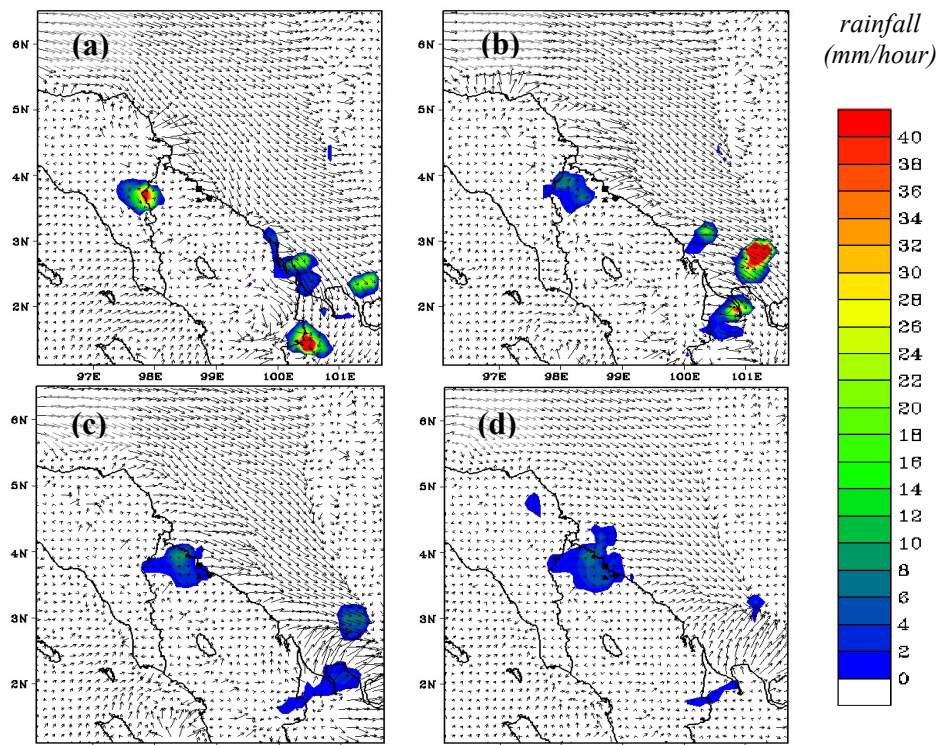 (a)
6N
5N
4N
3N
2N
97E 98E 99E 100E 101E
(b)
6N
5N
4N
3N
2N
97E 98E 99E 100E 101E
(c)
6N
5N
4N
3N
2N
(d)
6N
5N
4N
3N
2N
rainfall
(mm/hour)
40
38
36
34
32
30
28
26
24
22
20
18
16
14
12
10
8
6
4
2
0